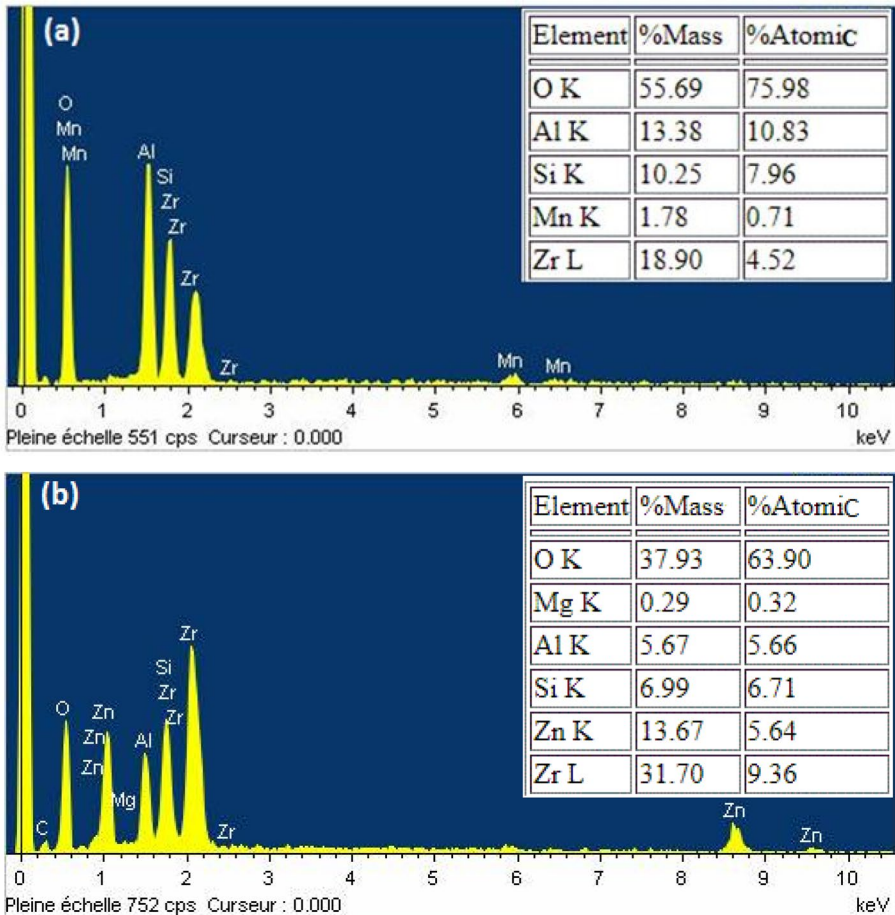 (a)
Element %Mass %Atomic
O K 55.69 75.98
Al K 13.38 10.83
Si K 10.25 7.96
Mn K 1.78 0.71
Zr L 18.90 4.52
O
Mn
Mn
Al
Si
Zr
Zr
Zr
Zr
Mn
Mn
0 1 2 3 4 5 6 7 8 9 10
Pleine échelle 551 cps Curseur : 0.000 keV
(b)
Element %Mass %Atomic
O K 37.93 63.90
Mg K 0.29 0.32
Al K 5.67 5.66
Si K 6.99 6.71
Zn K 13.67 5.64
Zr L 31.70 9.36
C
O
Zn
Zn
Zn
Mg
Al
Si
Zr
Zr
Zr
Zr
Zn
Zn
0 1 2 3 4 5 6 7 8 9 10
Pleine échelle 752 cps Curseur : 0.000 keV